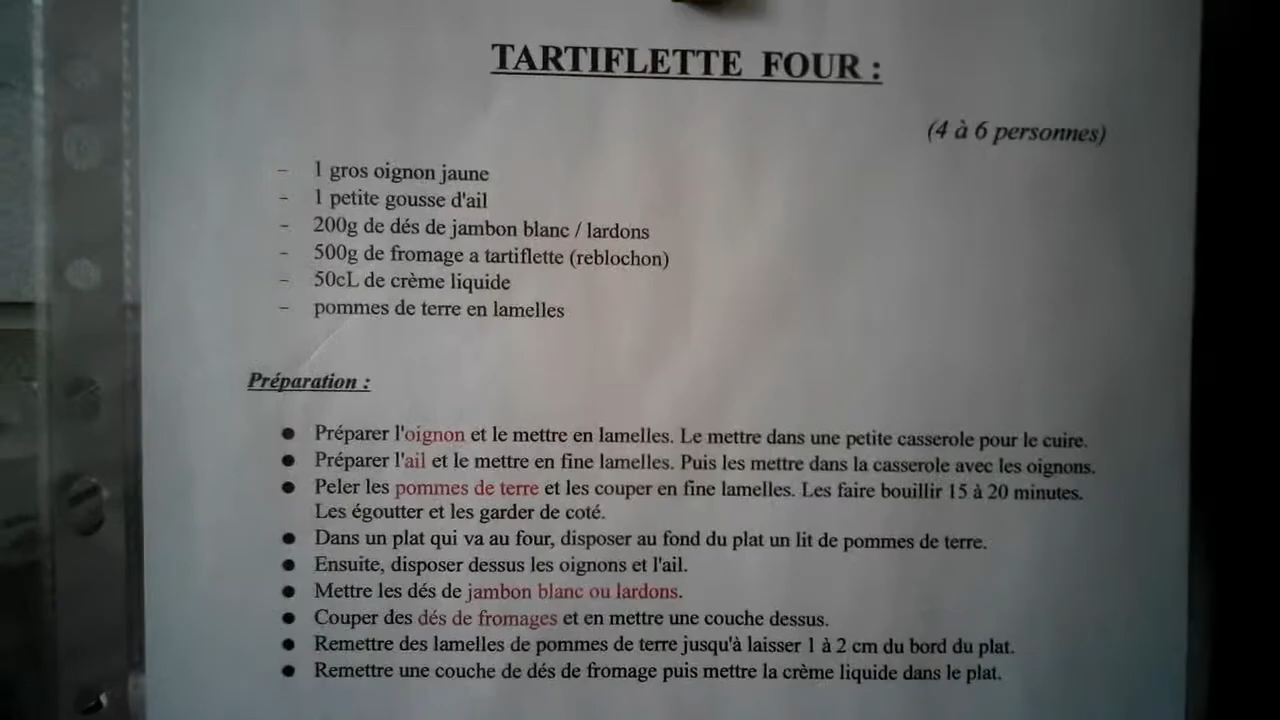 TARTIFLETTE FOUR :
(4 à 6 personnes)
- 1 gros oignon jaune
- 1 petite gousse d'ail
- 200g de dés de jambon blanc / lardons
- 500g de fromage a tartiflette (reblochon)
- 50cL de crème liquide
- pommes de terre en lamelles
Préparation :
● Préparer l'oignon et le mettre en lamelles. Le mettre dans une petite casserole pour le cuire.
● Préparer l'ail et le mettre en fine lamelles. Puis les mettre dans la casserole avec les oignons.
● Peler les pommes de terre et les couper en fine lamelles. Les faire bouillir 15 à 20 minutes.
Les égoutter et les garder de coté.
● Dans un plat qui va au four, disposer au fond du plat un lit de pommes de terre.
● Ensuite, disposer dessus les oignons et l'ail.
● Mettre les dés de jambon blanc ou lardons.
● Couper des dés de fromages et en mettre une couche dessus.
● Remettre des lamelles de pommes de terre jusqu'à laisser 1 à 2 cm du bord du plat.
● Remettre une couche de dés de fromage puis mettre la crème liquide dans le plat.